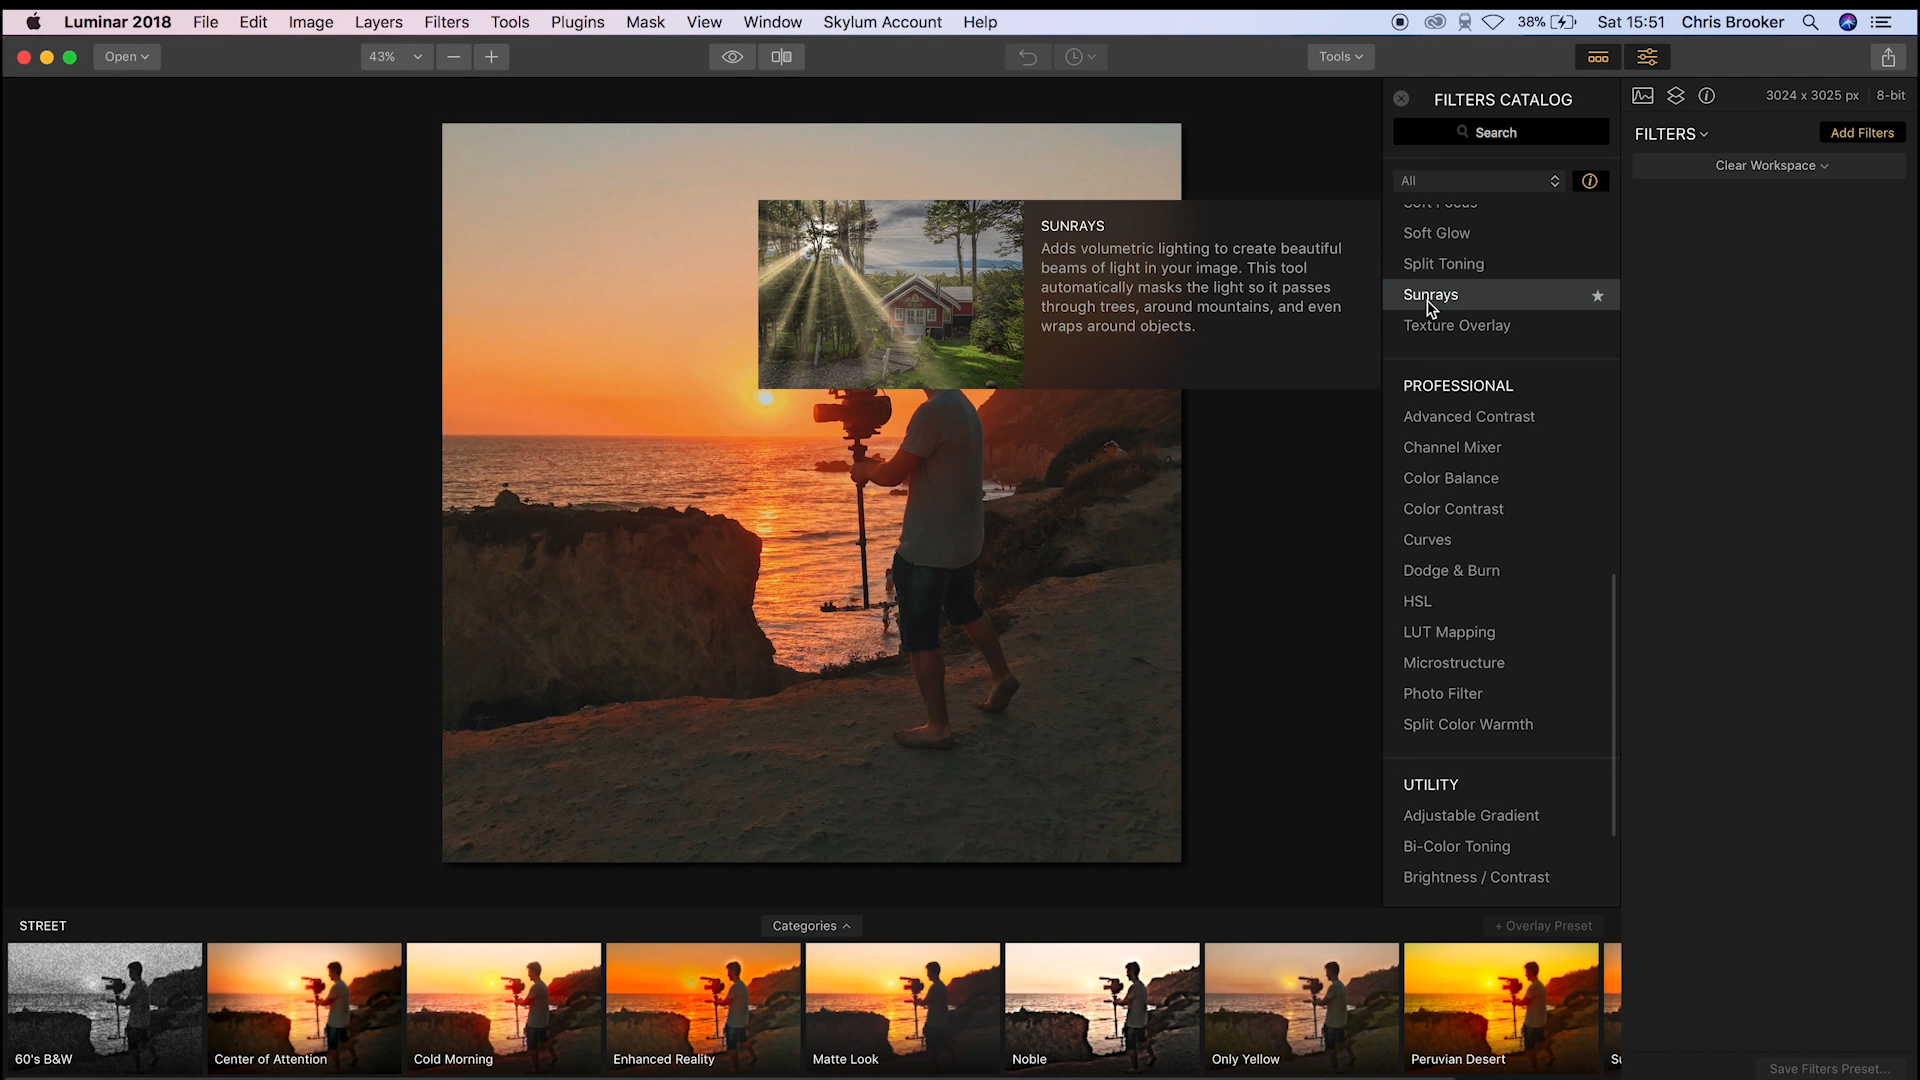 Luminar 2018 File Edit Image Layers Filters Tools Plugins Mask View Window Skylum Account Help 38% Sat 15:51 Chris Brooker
Open 43% Tools
FILTERS CATALOG
Search
All
Soft Focus
Soft Glow
Split Toning
Sunrays
Texture Overlay
PROFESSIONAL
Advanced Contrast
Channel Mixer
Color Balance
Color Contrast
Curves
Dodge & Burn
HSL
LUT Mapping
Microstructure
Photo Filter
Split Color Warmth
UTILITY
Adjustable Gradient
Bi-Color Toning
Brightness / Contrast
3024 x 3025 px 8-bit
FILTERS Add Filters
Clear Workspace
SUNRAYS
Adds volumetric lighting to create beautiful
beams of light in your image. This tool
automatically masks the light so it passes
through trees, around mountains, and even
wraps around objects.
STREET Categories + Overlay Preset
60's B&W Center of Attention Cold Morning Enhanced Reality Matte Look Noble Only Yellow Peruvian Desert
Save Filters Preset...